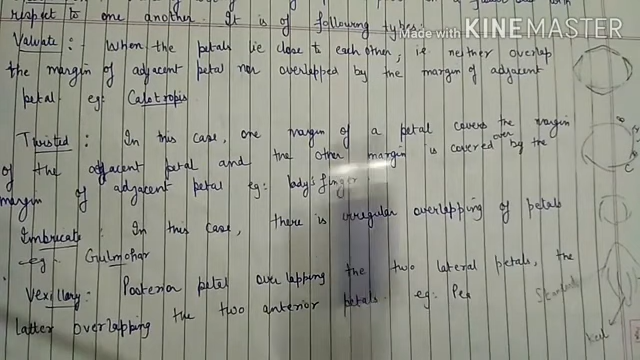 respect to one another. It is of following types:
Made with KINEMASTER
Valvate: When the petals lie close to each other, i.e. neither overlap
the margin of adjacent petal nor overlapped by the margin of adjacent
petal. eg: Calotropis
Twisted: In this case, one margin of a petal covers the margin
of the adjacent petal and the other margin is covered over by the
margin of adjacent petal eg: lady's finger
Imbricate: In this case, there is irregular overlapping of petals
eg:- Gulmohar
Vexillary: Posterior petal overlapping the two lateral petals, the
latter overlapping the two anterior petals. eg: Pea
Standard
keel